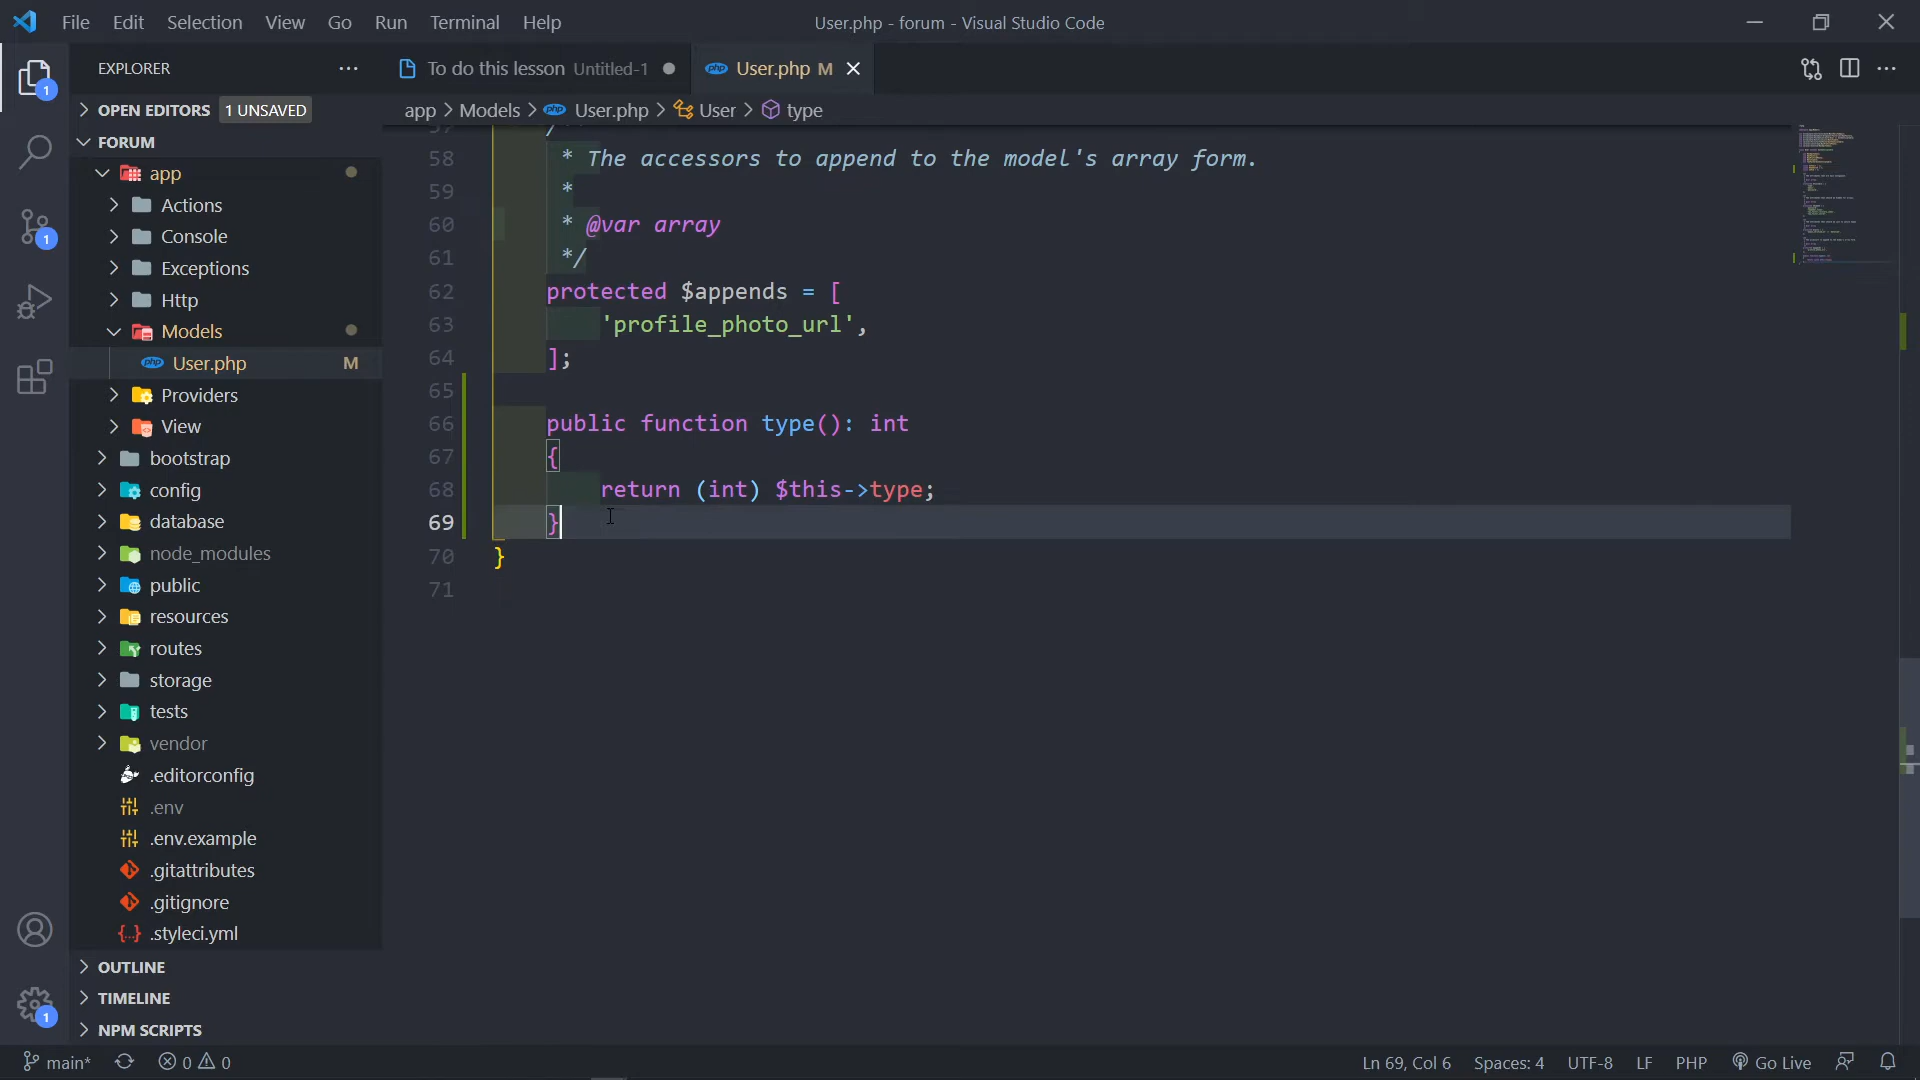 File Edit Selection View Go Run Terminal Help
User.php - forum - Visual Studio Code
EXPLORER
To do this lesson Untitled-1
User.php M
OPEN EDITORS 1 UNSAVED
app > Models > User.php > User > type
FORUM
app
Actions
Console
Exceptions
Http
Models
User.php M
Providers
View
bootstrap
config
database
node_modules
public
resources
routes
storage
tests
vendor
.editorconfig
.env
.env.example
.gitattributes
.gitignore
.styleci.yml
OUTLINE
TIMELINE
NPM SCRIPTS
58 * The accessors to append to the model's array form.
59 *
60 * @var array
61 */
62 protected $appends = [
63 'profile_photo_url',
64 ];
65
66 public function type(): int
67 {
68 return (int) $this->type;
69 }
70 }
71
1
1
1
main* 0 0
Ln 69, Col 6 Spaces: 4 UTF-8 LF PHP Go Live